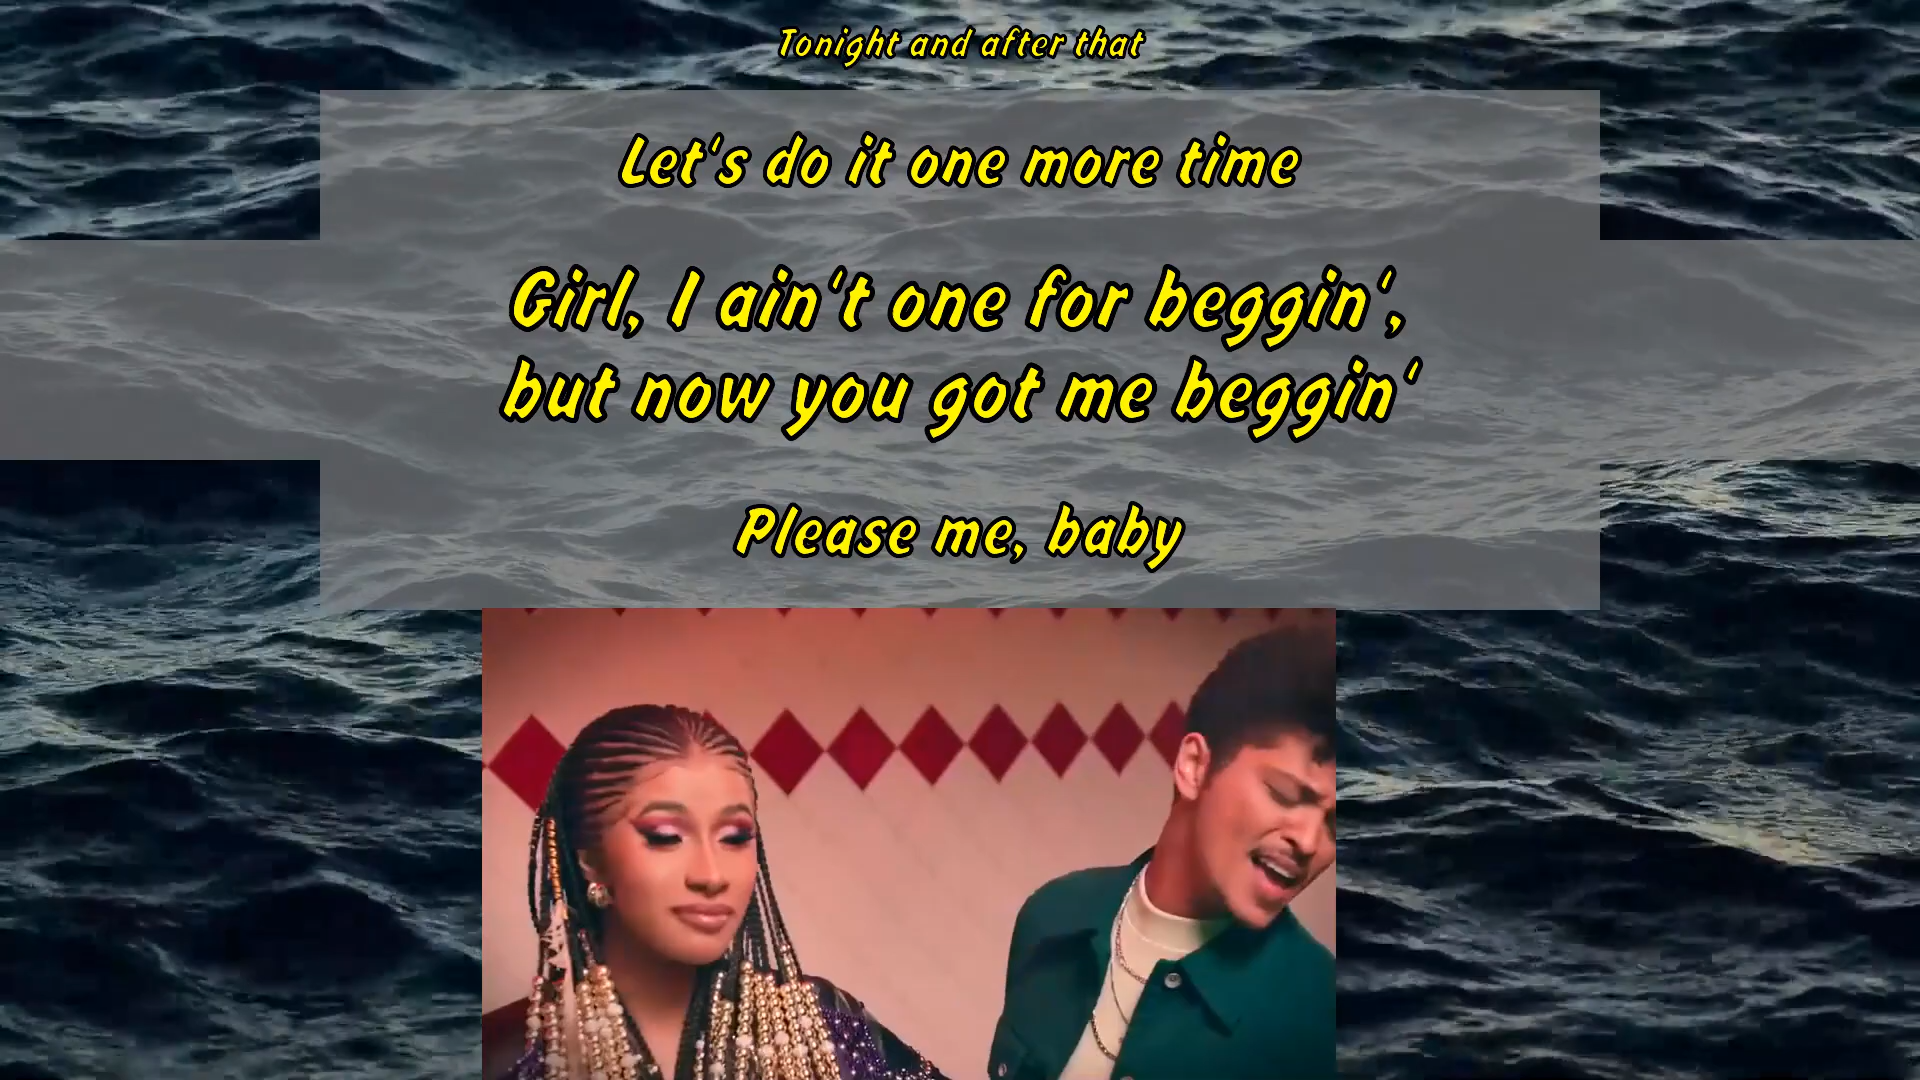 Tonight and after that
Let's do it one more time
Girl, I ain't one for beggin',
but now you got me beggin'
Please me, baby